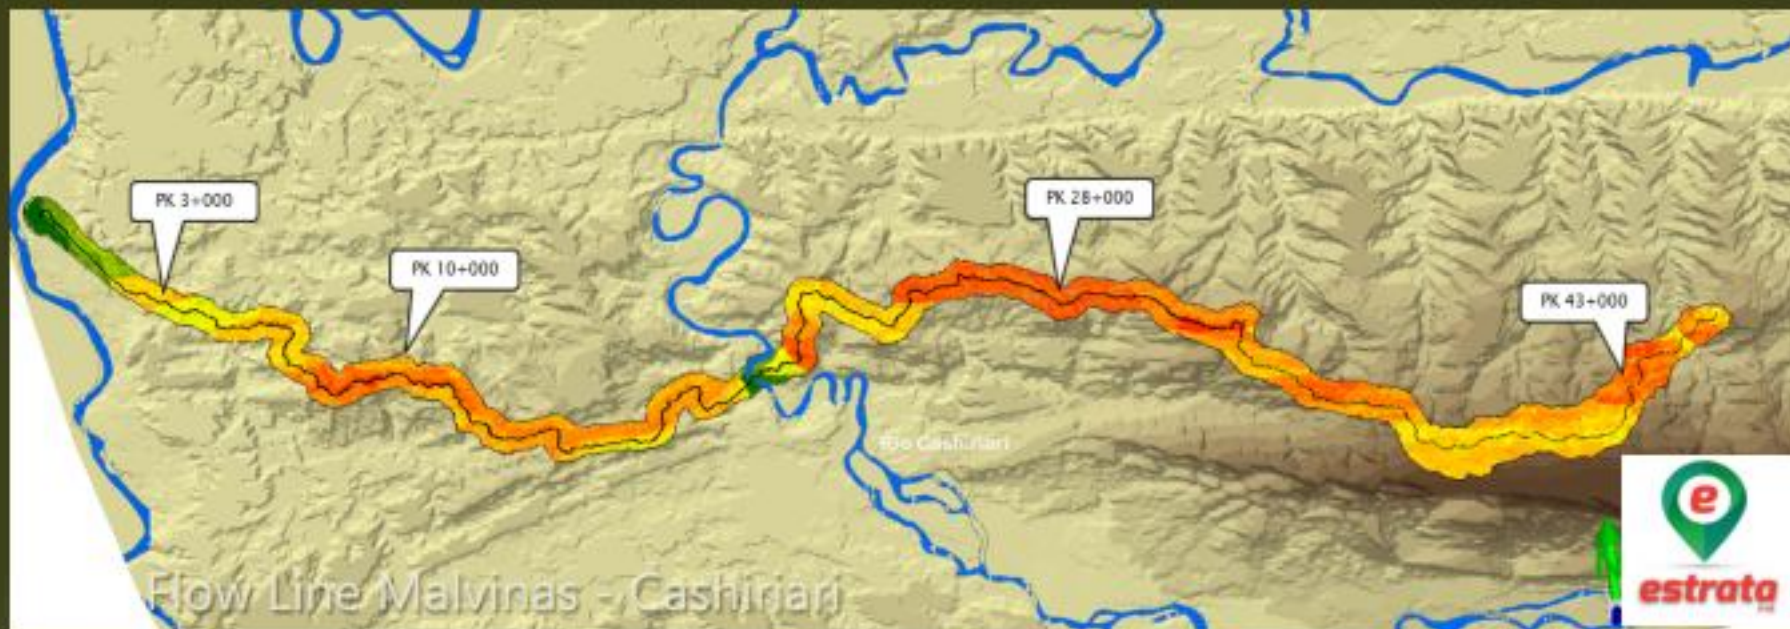 PK 3+000
PK 28+000
PK 10+000
PK 43+000
Río Cashiriari
Flow Line Malvinas - Cashiriari
e
estrata